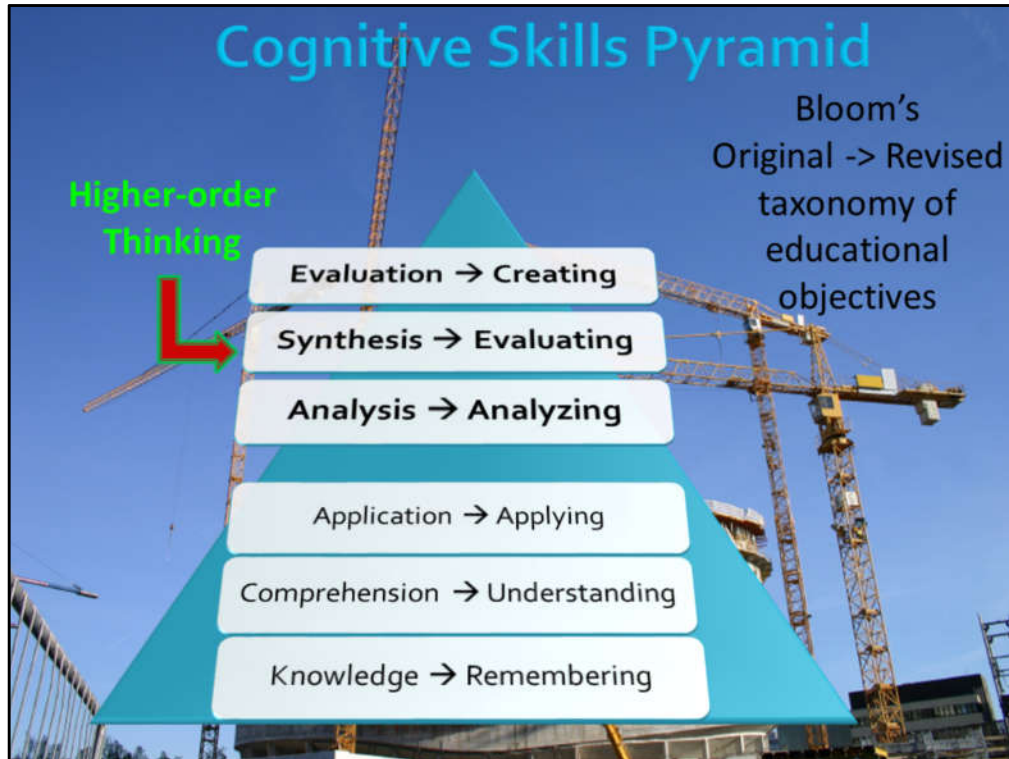 Cognitive Skills Pyramid
Bloom's
Original -> Revised
taxonomy of
educational
objectives
Higher-order
Thinking
Evaluation → Creating
Synthesis → Evaluating
Analysis → Analyzing
Application → Applying
Comprehension → Understanding
Knowledge → Remembering